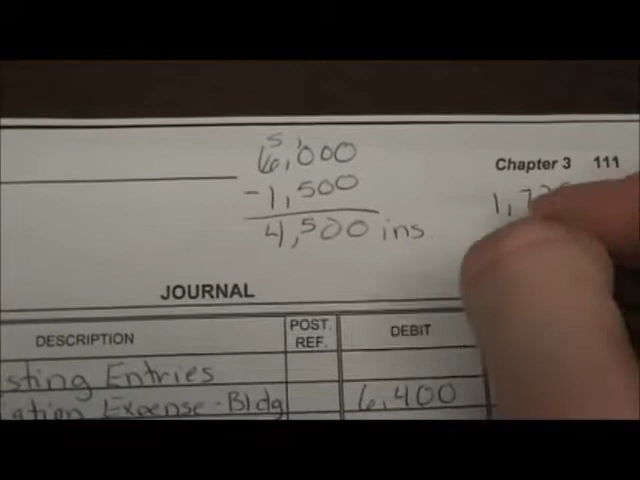 6,000
-1,500
4,500 ins
Chapter 3 111
JOURNAL
DESCRIPTION
POST. REF.
DEBIT
sting Entries
ation Expense-Bldg
6,400